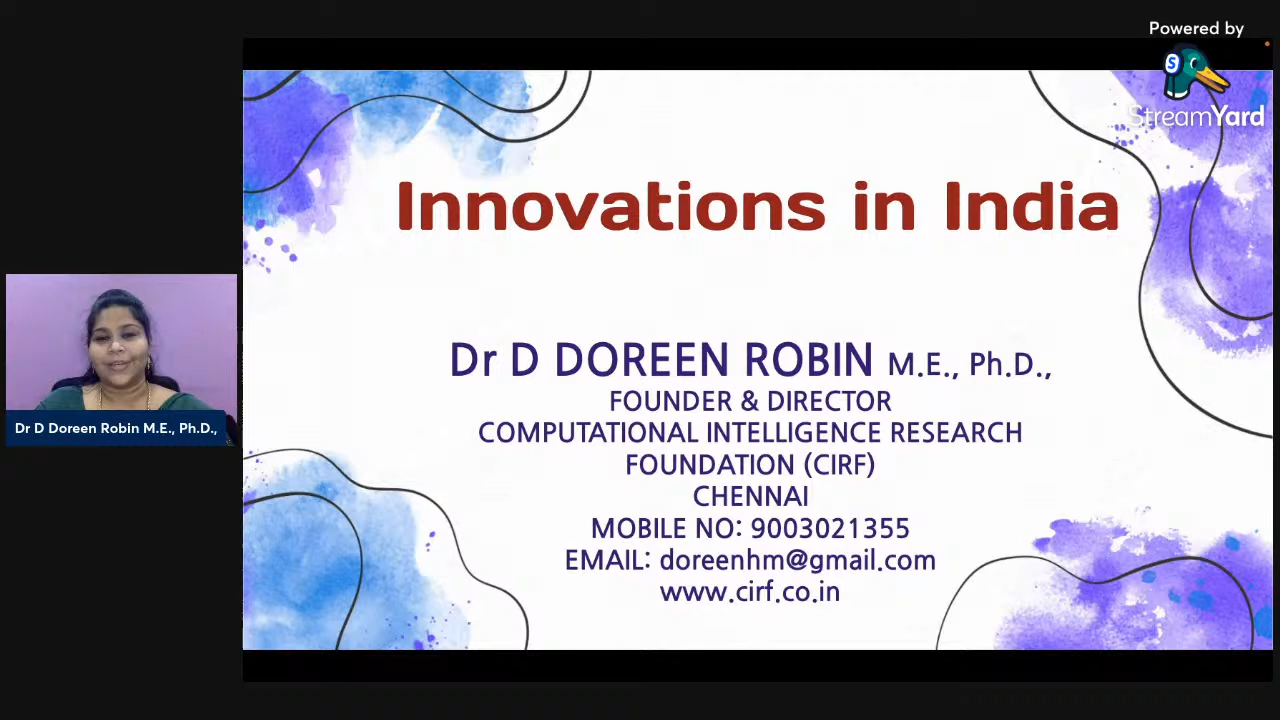 Powered by
S
StreamYard
Innovations in India
Dr D DOREEN ROBIN M.E., Ph.D.,
FOUNDER & DIRECTOR
COMPUTATIONAL INTELLIGENCE RESEARCH
FOUNDATION (CIRF)
CHENNAI
MOBILE NO: 9003021355
EMAIL: doreenhm@gmail.com
www.cirf.co.in
Dr D Doreen Robin M.E., Ph.D.,